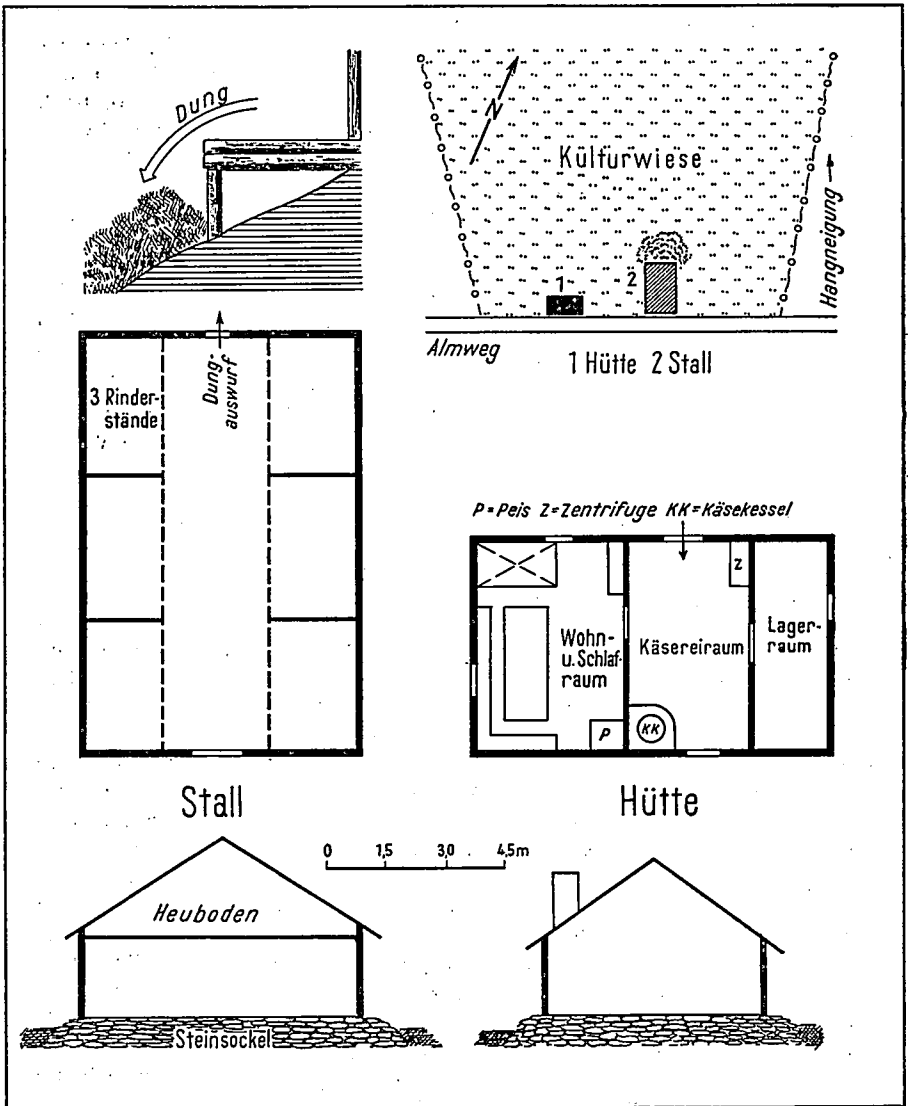 Dung
N
Kulturwiese
Hangneigung
1
2
Almweg
1 Hütte 2 Stall
3 Rinder-
stände
Dung-
auswurf
P=Peis Z=Zentrifuge KK=Käsekessel
Z
Wohn-
u. Schlaf-
raum
Käsereiraum
Lager-
raum
P
KK
Stall
Hütte
0 1,5 3,0 4,5m
Heuboden
Steinsockel